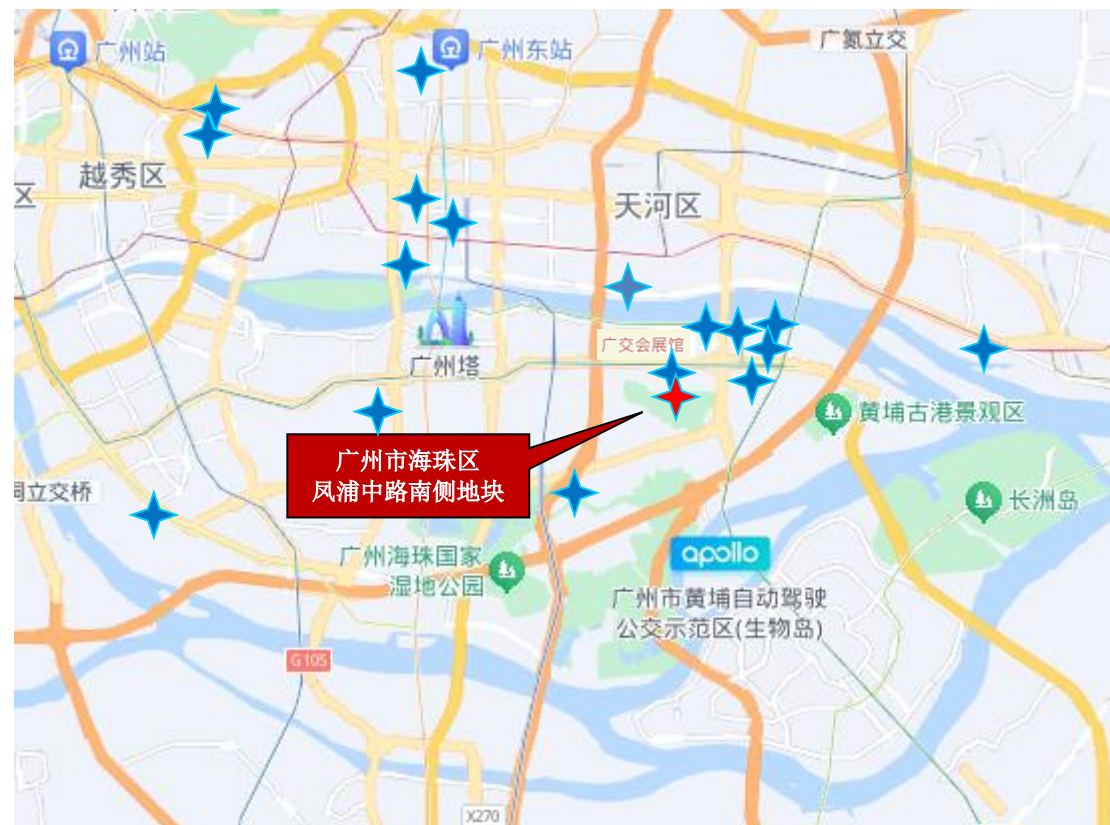 广州站
广州东站
广氮立交
越秀区
区
天河区
广交会展馆
广州塔
黄埔古港景观区
广州市海珠区
凤浦中路南侧地块
立交桥
长洲岛
apollo
广州海珠国家
湿地公园
广州市黄埔自动驾驶
公交示范区(生物岛)
G105
X270